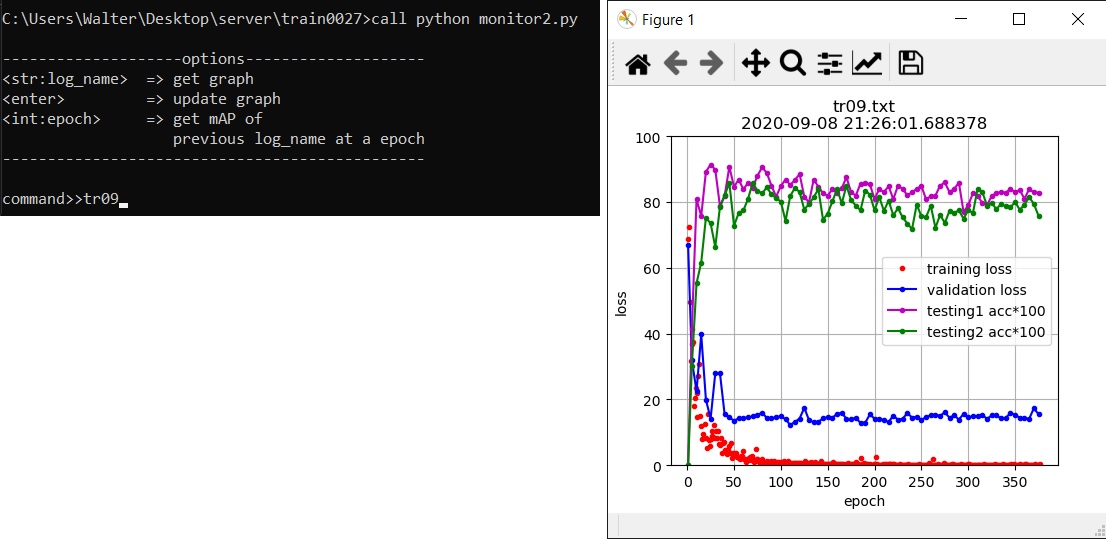 C:\Users\Walter\Desktop\server\train0027>call python monitor2.py
--------------------options--------------------
<str:log_name>  => get graph
<enter>         => update graph
<int:epoch>     => get mAP of
                   previous log_name at a epoch
-----------------------------------------------
command>>tr09
Figure 1
tr09.txt
2020-09-08 21:26:01.688378
100
80
60
40
20
0
loss
training loss
validation loss
testing1 acc*100
testing2 acc*100
0 50 100 150 200 250 300 350
epoch